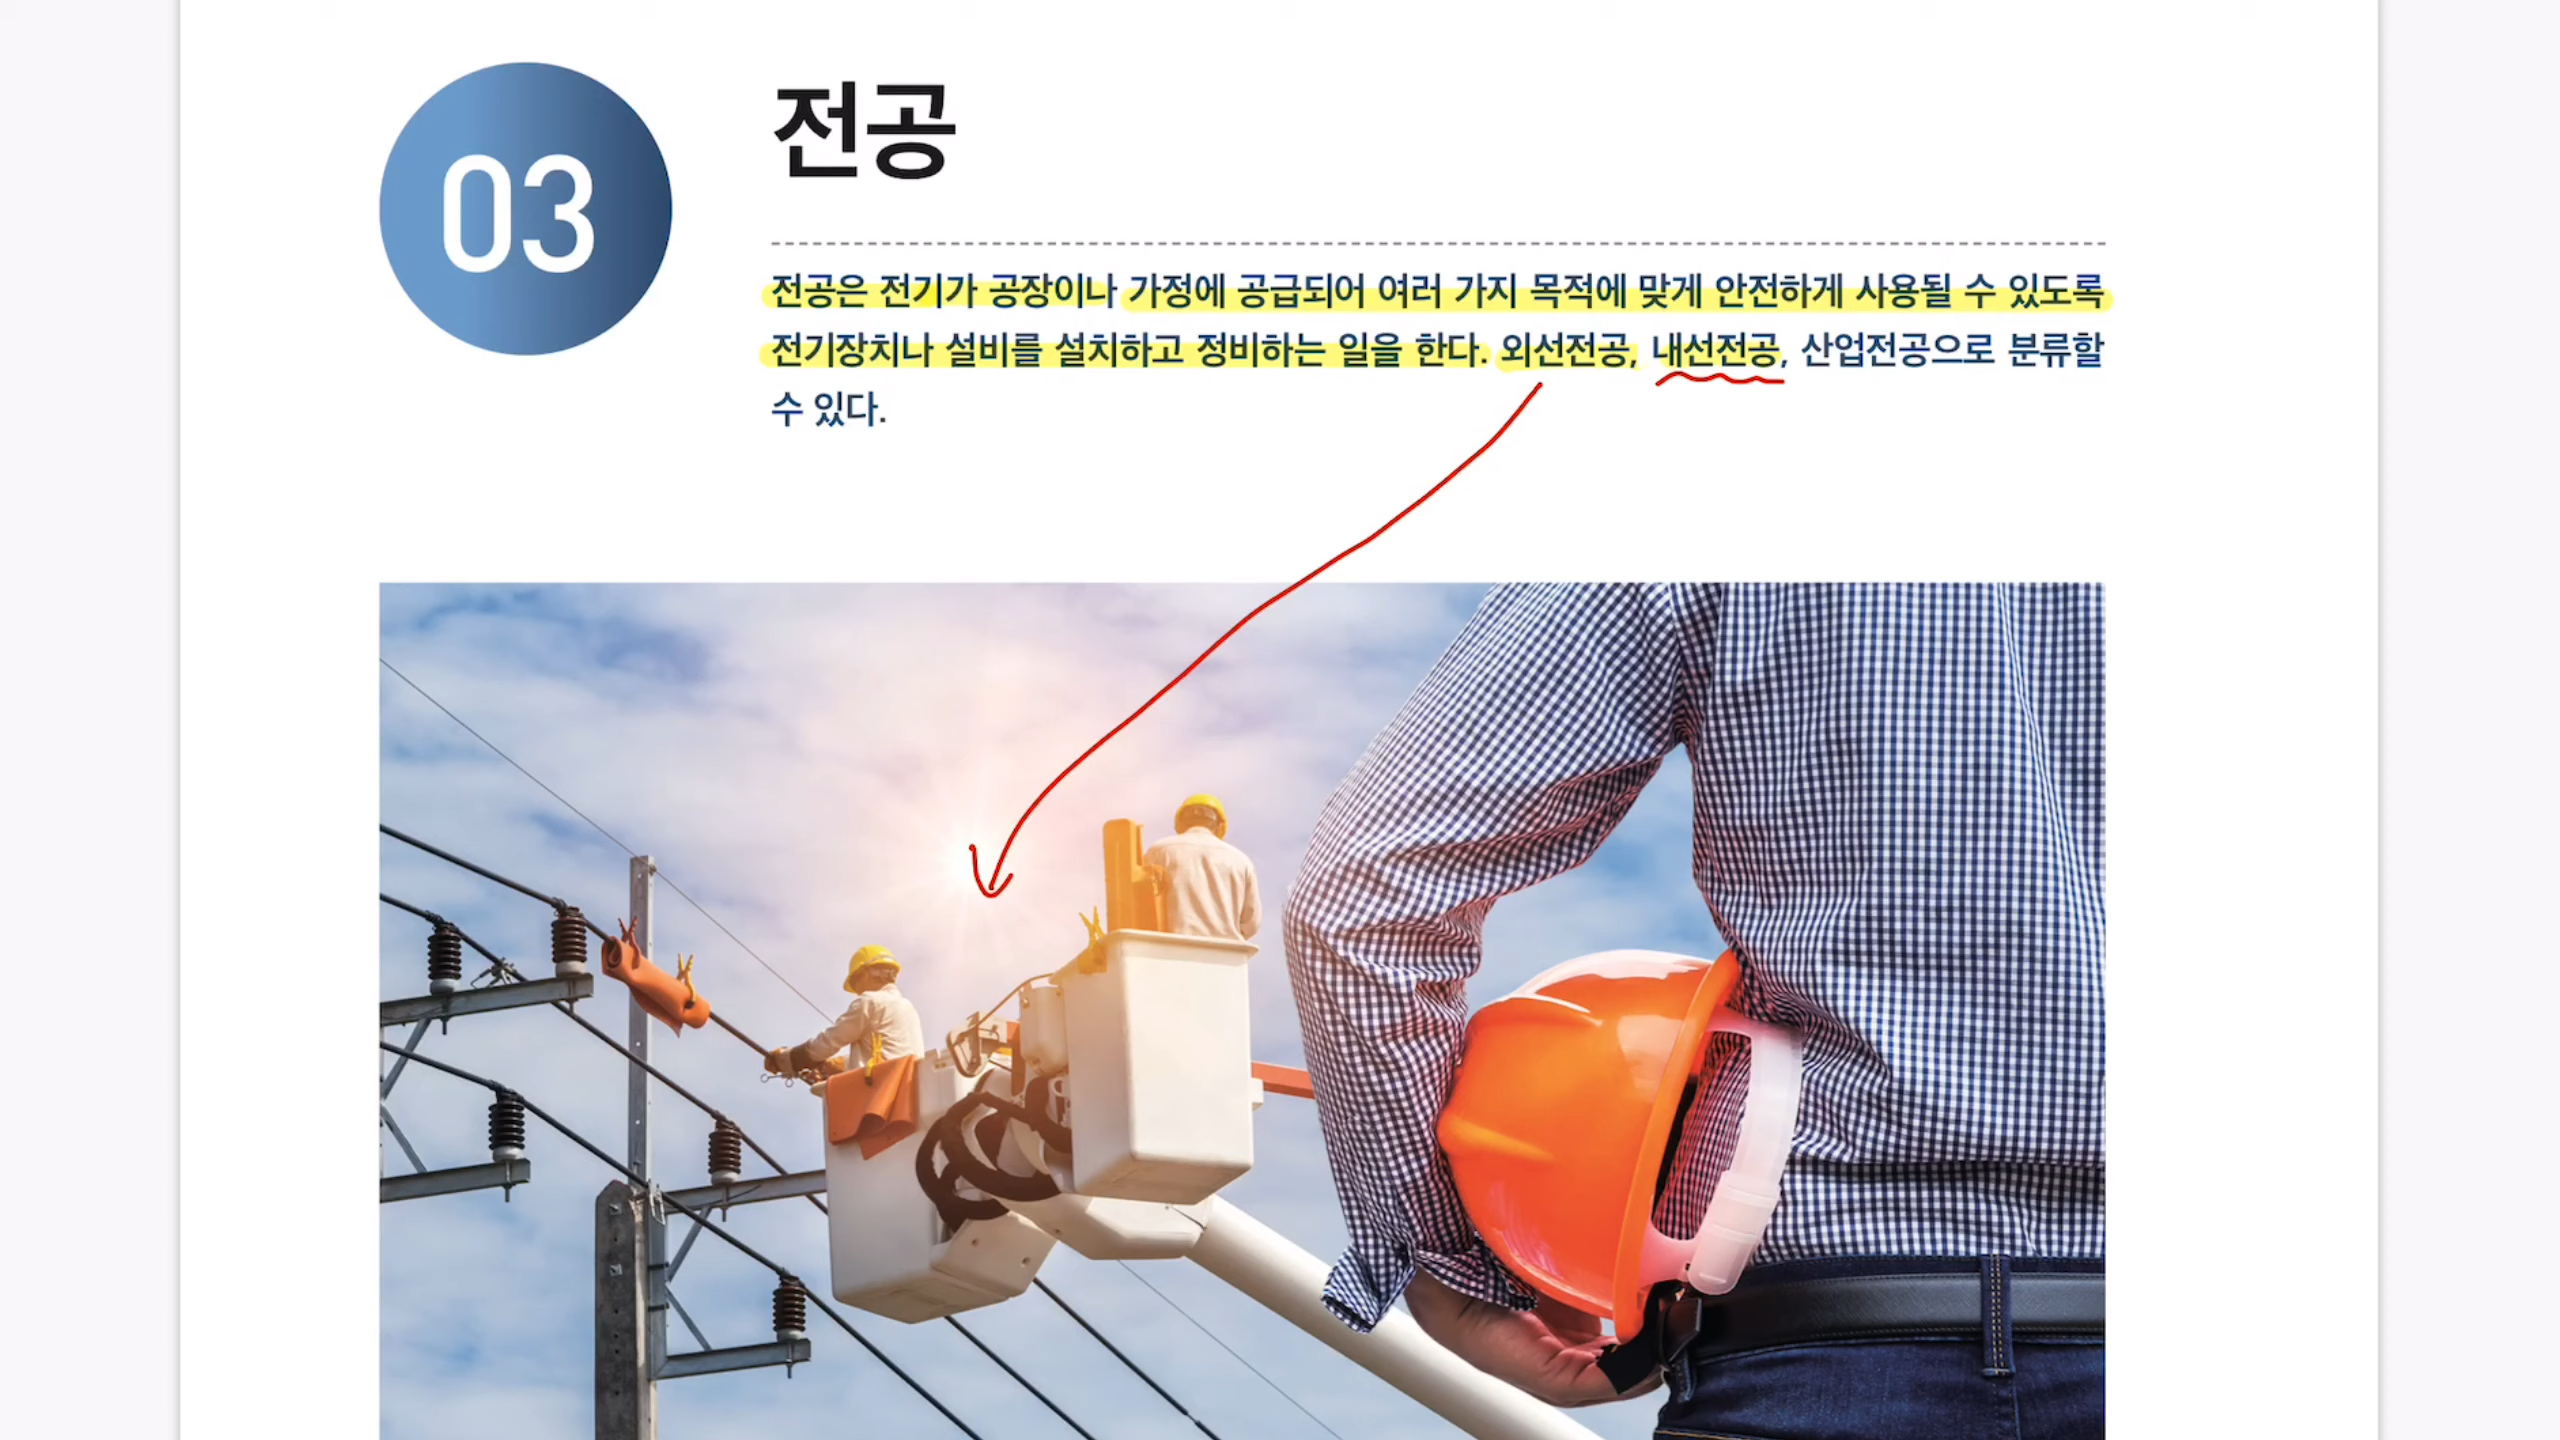 03
전공
전공은 전기가 공장이나 가정에 공급되어 여러 가지 목적에 맞게 안전하게 사용될 수 있도록
전기장치나 설비를 설치하고 정비하는 일을 한다. 외선전공, 내선전공, 산업전공으로 분류할
수 있다.